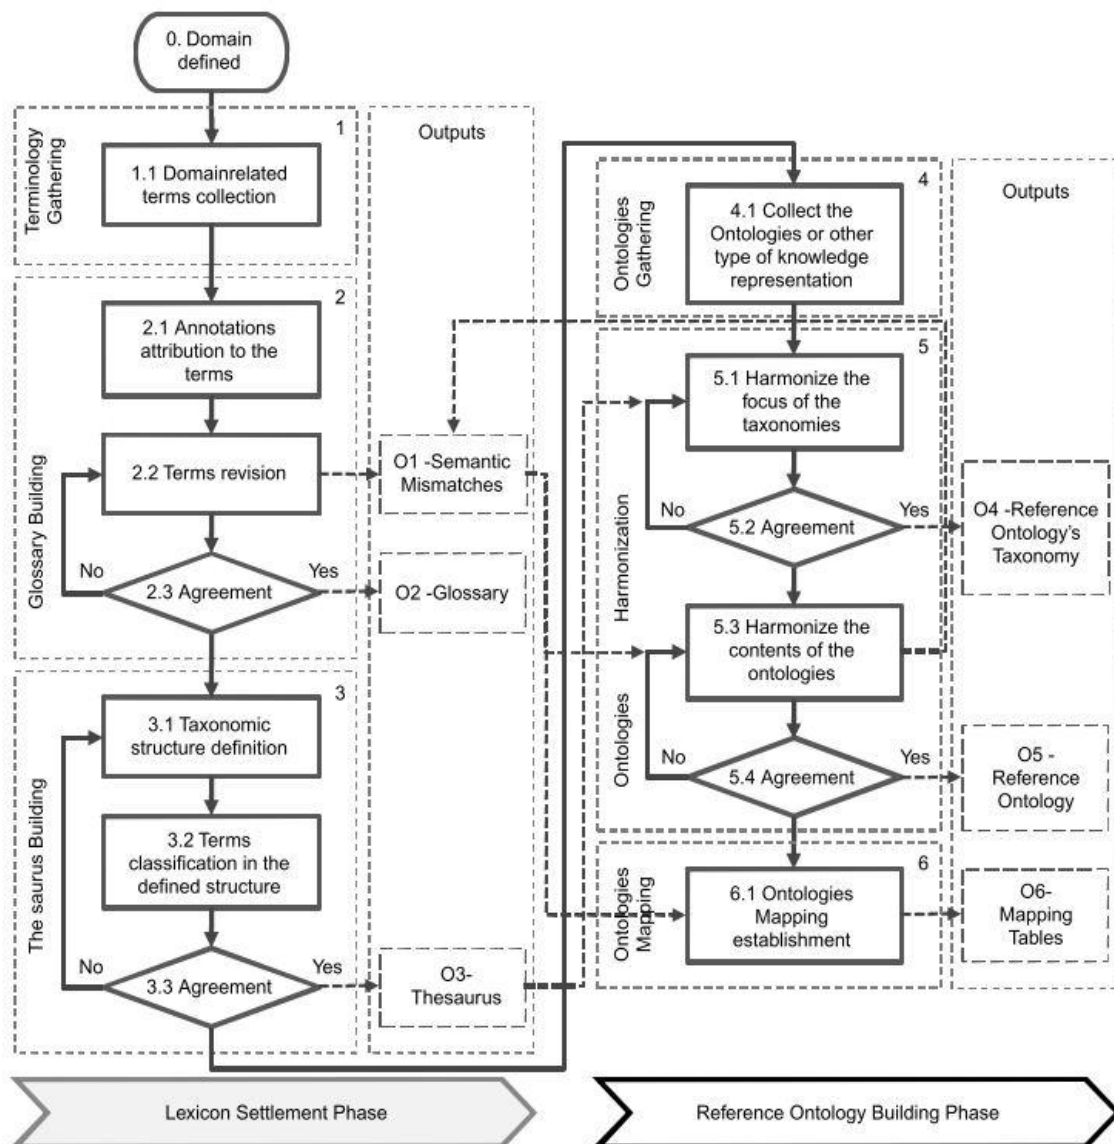 0. Domain
defined
1
Terminology
Gathering
1.1 Domainrelated
terms collection
Outputs
2
Glossary Building
2.1 Annotations
attribution to the
terms
2.2 Terms revision
O1 -Semantic
Mismatches
No
2.3 Agreement
Yes
O2 -Glossary
3
The saurus Building
3.1 Taxonomic
structure definition
3.2 Terms
classification in the
defined structure
No
3.3 Agreement
Yes
O3-
Thesaurus
Lexicon Settlement Phase
4
Ontologies
Gathering
4.1 Collect the
Ontologies or other
type of knowledge
representation
Outputs
5
Ontologies Harmonization
5.1 Harmonize the
focus of the
taxonomies
No
5.2 Agreement
Yes
O4 -Reference
Ontology's
Taxonomy
5.3 Harmonize the
contents of the
ontologies
No
5.4 Agreement
Yes
O5 -
Reference
Ontology
6
Ontologies
Mapping
6.1 Ontologies
Mapping
establishment
O6-
Mapping
Tables
Reference Ontology Building Phase